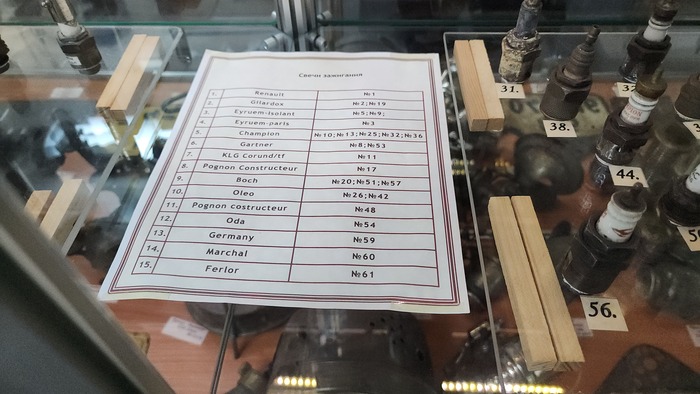 Свечи зажигания
1. Renault №1
2. Gilardox №2; №19
3. Eyruem-isolant №5; №9;
4. Eyruem-paris №3
5. Champion №10; №13; №25; №32; №36
6. Gartner №8; №53
7. KLG Corund/tf №11
8. Pognon Constructeur №17
9. Boch №20; №51; №57
10. Oleo №26; №42
11. Pognon costructeur №48
12. Oda №54
13. Germany №59
14. Marchal №60
15. Ferlor №61
31.
38.
44.
56.